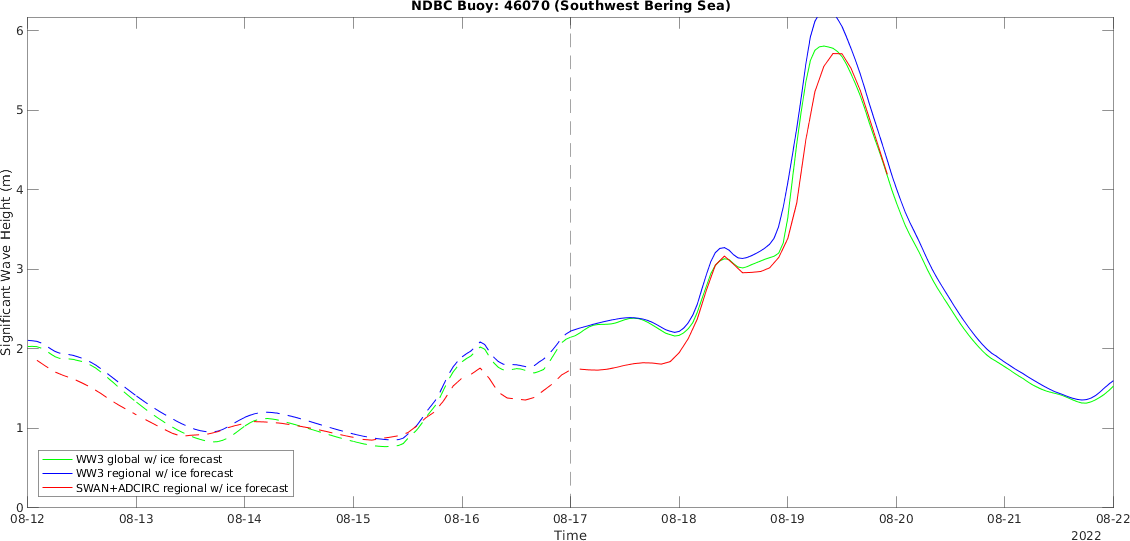 NDBC Buoy: 46070 (Southwest Bering Sea)
Significant Wave Height (m)
6
5
4
3
2
1
0
WW3 global w/ ice forecast
WW3 regional w/ ice forecast
SWAN+ADCIRC regional w/ ice forecast
08-12 08-13 08-14 08-15 08-16 08-17 08-18 08-19 08-20 08-21 08-22
Time
2022